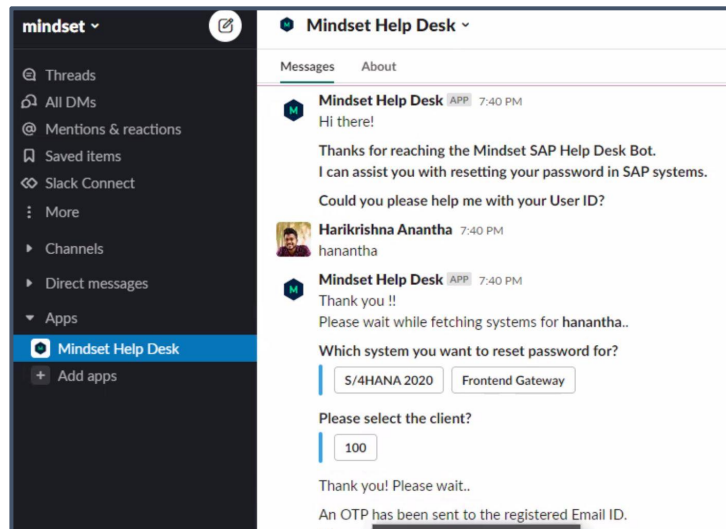 mindset
Threads
All DMs
Mentions & reactions
Saved items
Slack Connect
More
Channels
Direct messages
Apps
Mindset Help Desk
Add apps
Mindset Help Desk
Messages About
Mindset Help Desk APP 7:40 PM
Hi there!
Thanks for reaching the Mindset SAP Help Desk Bot.
I can assist you with resetting your password in SAP systems.
Could you please help me with your User ID?
Harikrishna Anantha 7:40 PM
hanantha
Mindset Help Desk APP 7:40 PM
Thank you !!
Please wait while fetching systems for hanantha..
Which system you want to reset password for?
S/4HANA 2020 Frontend Gateway
Please select the client?
100
Thank you! Please wait..
An OTP has been sent to the registered Email ID.